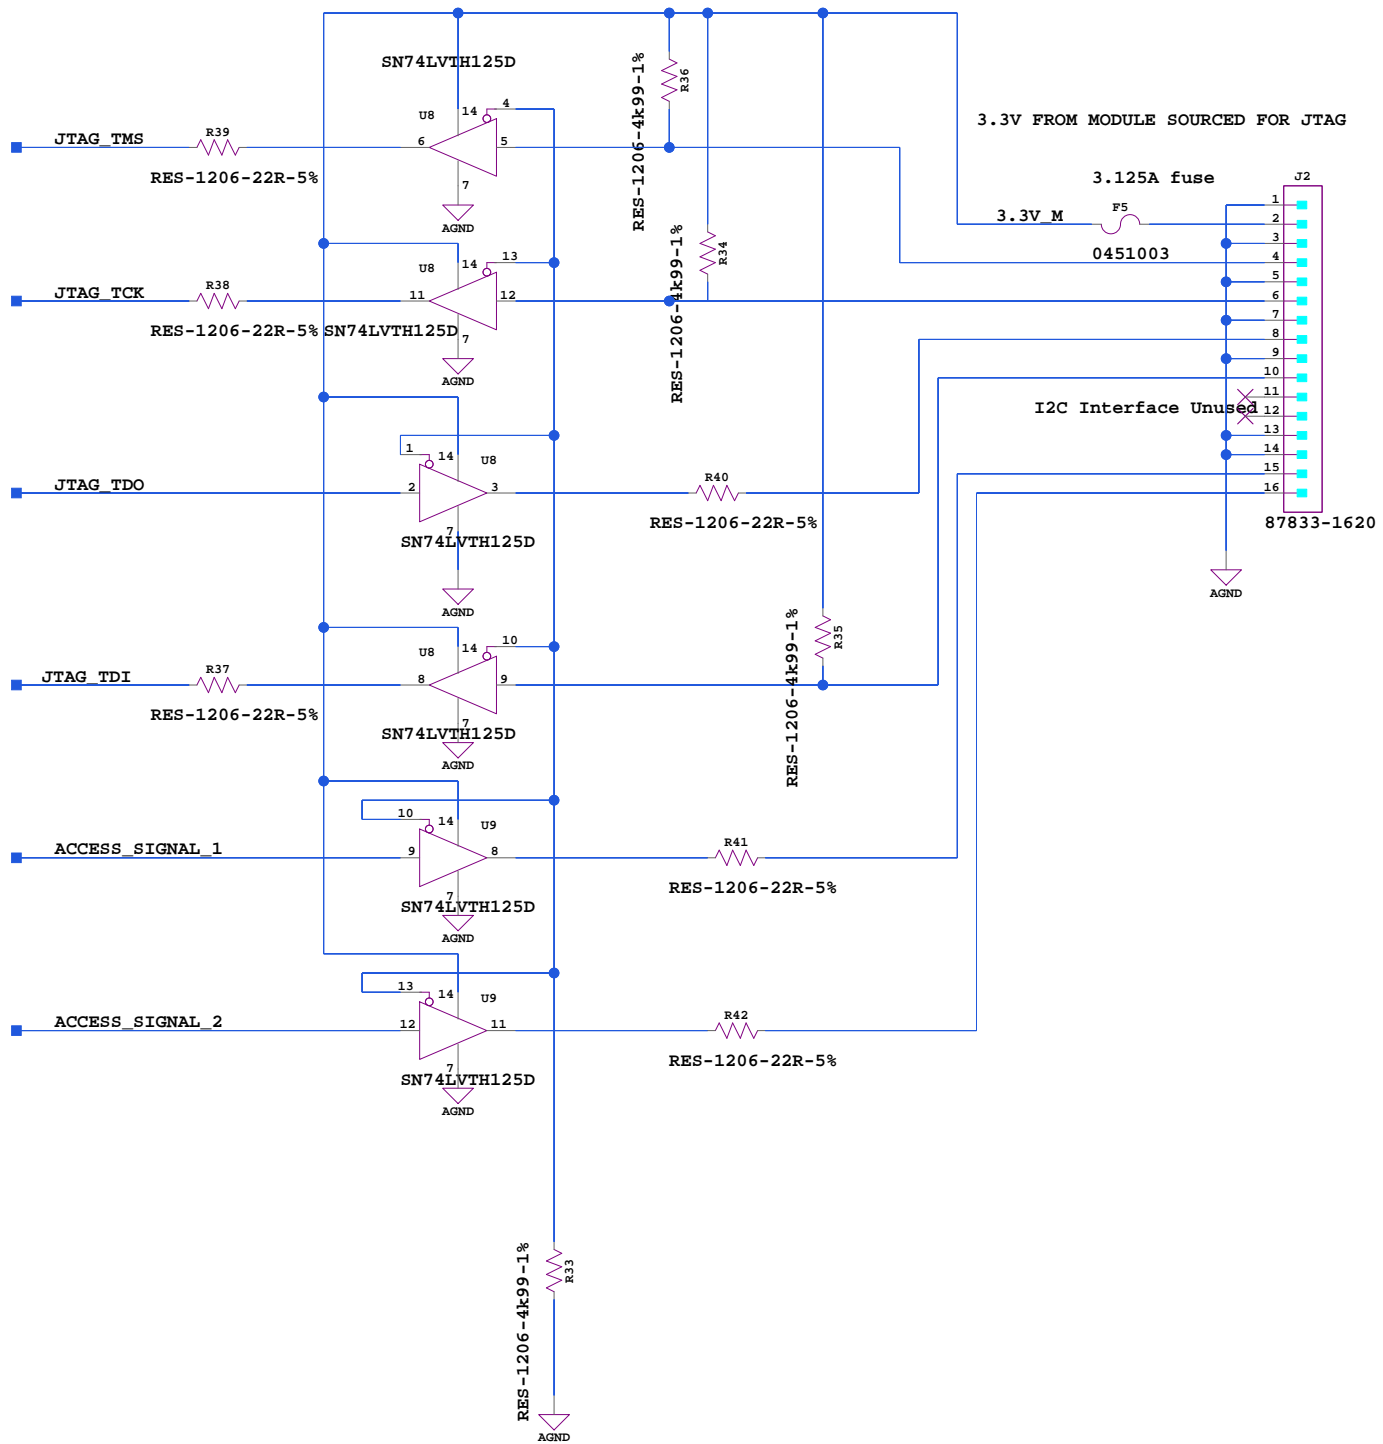 SN74LVTH125D
U8
14
4
6
5
7
AGND
JTAG_TMS
R39
RES-1206-22R-5%
RES-1206-4k99-1%
R36
3.3V FROM MODULE SOURCED FOR JTAG
3.125A fuse
3.3V_M
F5
0451003
J2
1
2
3
4
5
6
7
8
9
10
11
12
13
14
15
16
87833-1620
I2C Interface Unused
AGND
JTAG_TCK
R38
RES-1206-22R-5%
SN74LVTH125D
U8
14
13
11
12
7
AGND
RES-1206-4k99-1%
R34
JTAG_TDO
1
14
U8
2
3
7
SN74LVTH125D
AGND
R40
RES-1206-22R-5%
JTAG_TDI
R37
RES-1206-22R-5%
U8
14
10
8
9
7
SN74LVTH125D
AGND
RES-1206-4k99-1%
R35
ACCESS_SIGNAL_1
10
14
U9
9
8
7
SN74LVTH125D
AGND
R41
RES-1206-22R-5%
ACCESS_SIGNAL_2
13
14
U9
12
11
7
SN74LVTH125D
AGND
R42
RES-1206-22R-5%
RES-1206-4k99-1%
R33
AGND